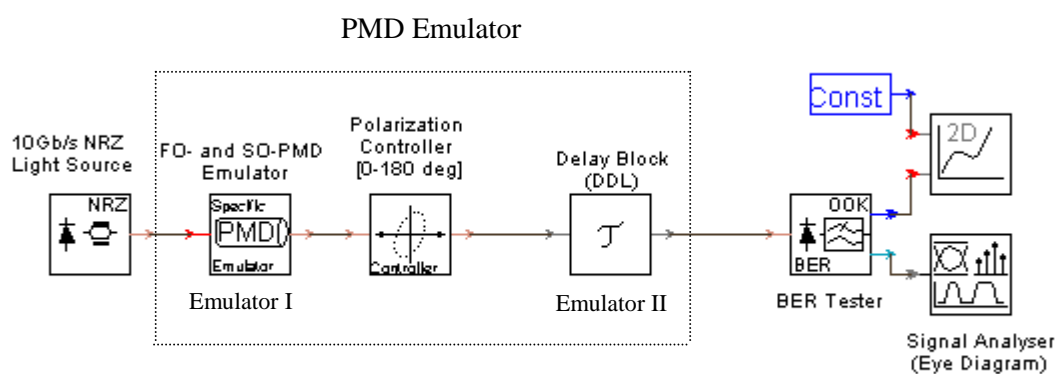 PMD Emulator
10Gb/s NRZ
Light Source
NRZ
FO- and SO-PMD
Emulator
Specific
PMD
Emulator
Emulator I
Polarization
Controller
[0-180 deg]
Controller
Delay Block
(DDL)
τ
Emulator II
OOK
BER
BER Tester
Const
2D
Signal Analyser
(Eye Diagram)